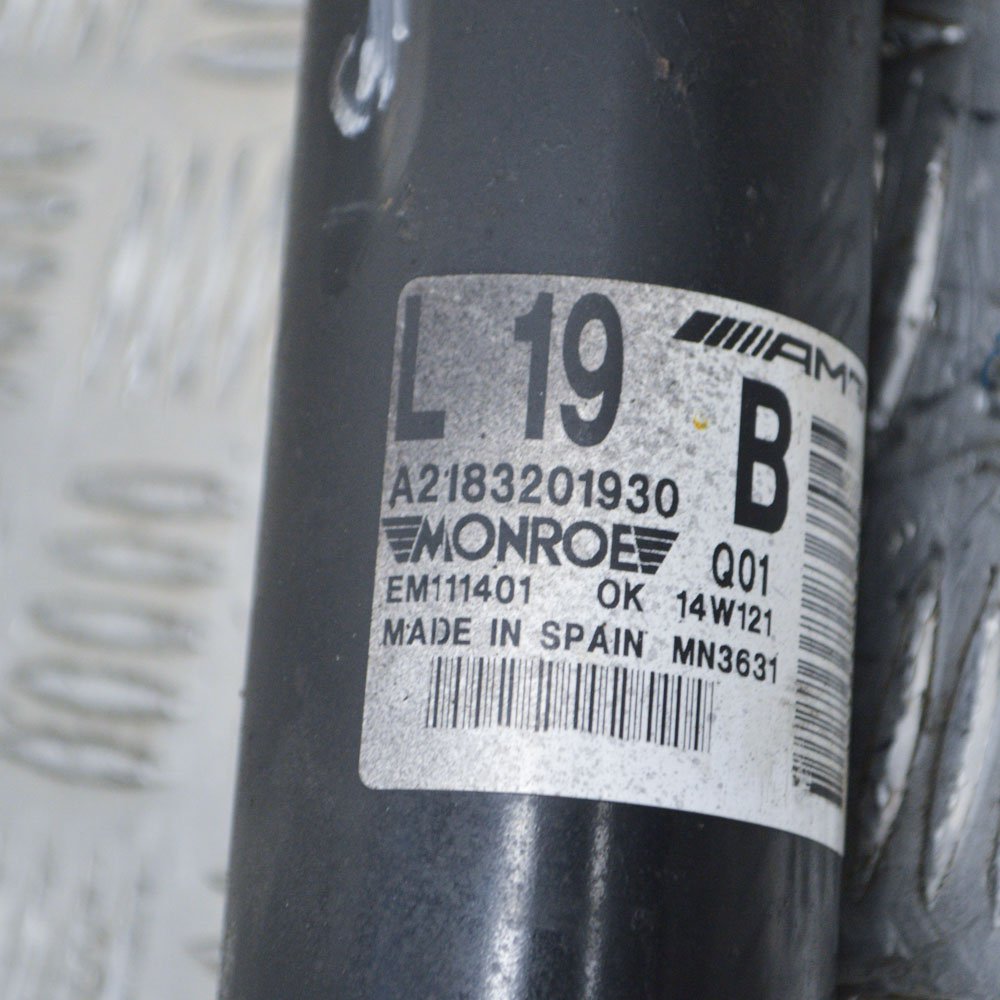 L 19
AMG
B
A2183201930
MONROE
Q01
EM111401 OK 14W121
MADE IN SPAIN MN3631